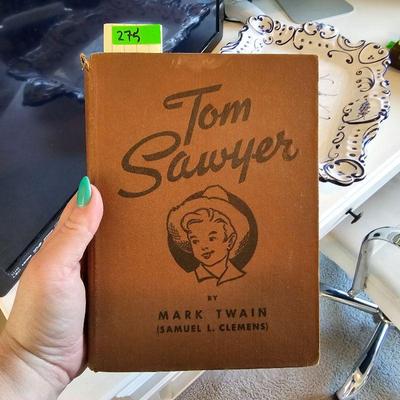 275
Tom
Sawyer
BY
MARK TWAIN
(SAMUEL L. CLEMENS)